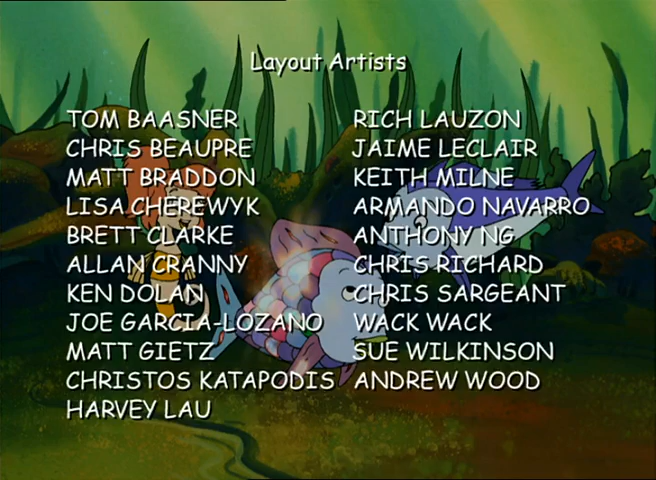 Layout Artists
TOM BAASNER
CHRIS BEAUPRE
MATT BRADDON
LISA CHEREWYK
BRETT CLARKE
ALLAN CRANNY
KEN DOLAN
JOE GARCIA-LOZANO
MATT GIETZ
CHRISTOS KATAPODIS
HARVEY LAU
RICH LAUZON
JAIME LECLAIR
KEITH MILNE
ARMANDO NAVARRO
ANTHONY NG
CHRIS RICHARD
CHRIS SARGEANT
WACK WACK
SUE WILKINSON
ANDREW WOOD